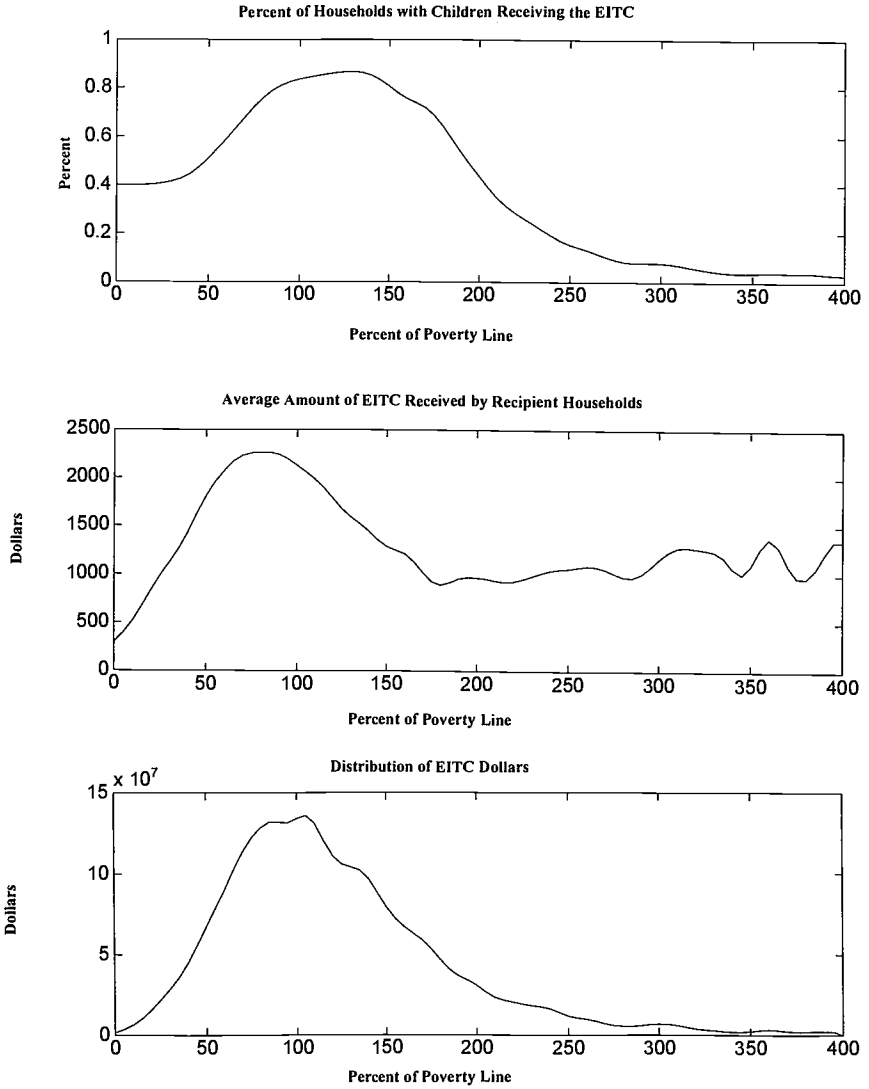 Percent of Households with Children Receiving the EITC
1
0.8
0.6
0.4
0.2
0
Percent
0 50 100 150 200 250 300 350 400
Percent of Poverty Line
Average Amount of EITC Received by Recipient Households
2500
2000
1500
1000
500
0
Dollars
0 50 100 150 200 250 300 350 400
Percent of Poverty Line
Distribution of EITC Dollars
x 10⁷
15
10
5
0
Dollars
0 50 100 150 200 250 300 350 400
Percent of Poverty Line